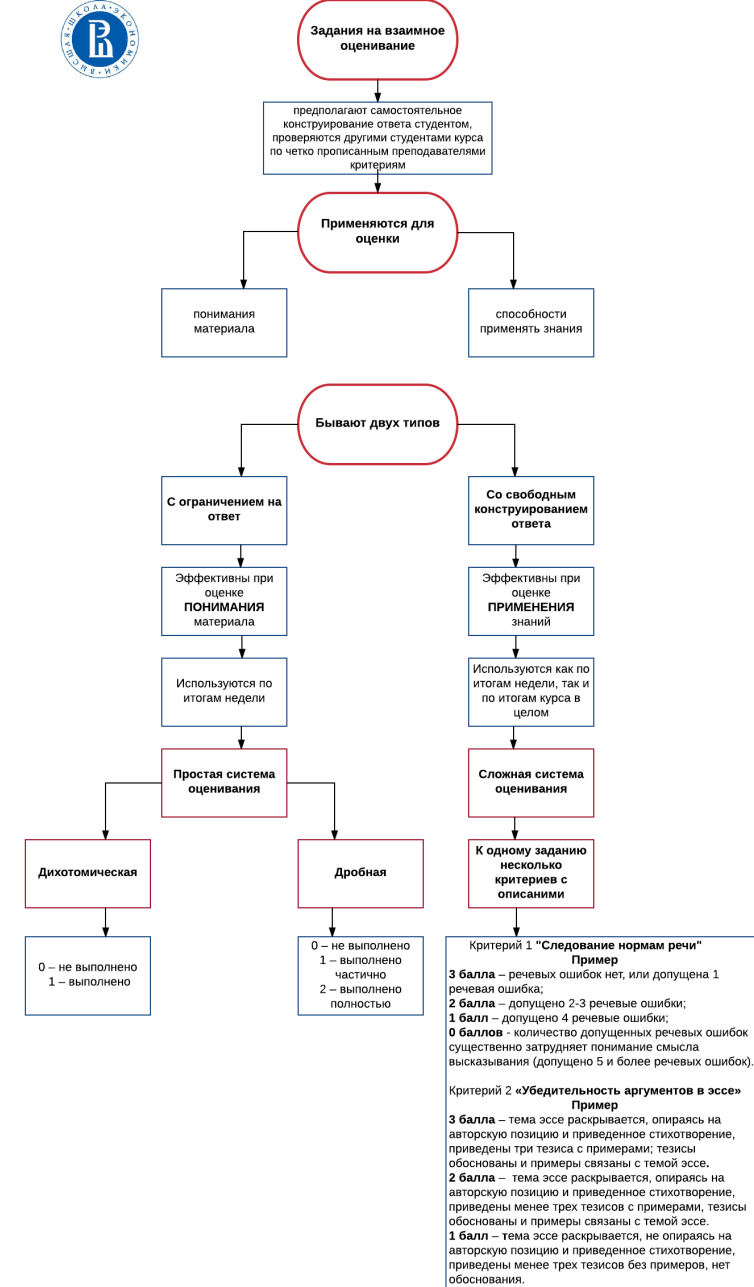 ВЫСШАЯ ШКОЛА ЭКОНОМИКИ
Задания на взаимное
оценивание
предполагают самостоятельное
конструирование ответа студентом,
проверяются другими студентами курса
по четко прописанным преподавателями
критериям
Применяются для
оценки
понимания
материала
способности
применять знания
Бывают двух типов
С ограничением на
ответ
Со свободным
конструированием
ответа
Эффективны при
оценке
ПОНИМАНИЯ
материала
Эффективны при
оценке
ПРИМЕНЕНИЯ
знаний
Используются по
итогам недели
Используются как по
итогам недели, так и
по итогам курса в
целом
Простая система
оценивания
Сложная система
оценивания
Дихотомическая
Дробная
К одному заданию
несколько
критериев с
описаними
0 – не выполнено
1 – выполнено
0 – не выполнено
1 – выполнено
частично
2 – выполнено
полностью
Критерий 1 "Следование нормам речи"
Пример
3 балла – речевых ошибок нет, или допущена 1
речевая ошибка;
2 балла – допущено 2-3 речевые ошибки;
1 балл – допущено 4 речевые ошибки;
0 баллов - количество допущенных речевых ошибок
существенно затрудняет понимание смысла
высказывания (допущено 5 и более речевых ошибок).
Критерий 2 «Убедительность аргументов в эссе»
Пример
3 балла – тема эссе раскрывается, опираясь на
авторскую позицию и приведенное стихотворение,
приведены три тезиса с примерами; тезисы
обоснованы и примеры связаны с темой эссе.
2 балла – тема эссе раскрывается, опираясь на
авторскую позицию и приведенное стихотворение,
приведены менее трех тезисов с примерами, тезисы
обоснованы и примеры связаны с темой эссе.
1 балл – тема эссе раскрывается, не опираясь на
авторскую позицию и приведенное стихотворение,
приведены менее трех тезисов без примеров, нет
обоснования.